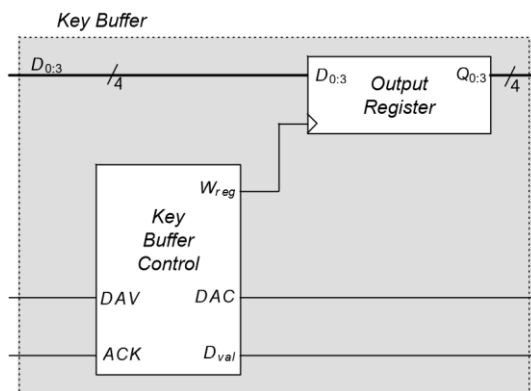 Key Buffer
D0:3
4
D0:3
Output
Register
Q0:3
4
Wreg
Key
Buffer
Control
DAV
DAC
ACK
Dval